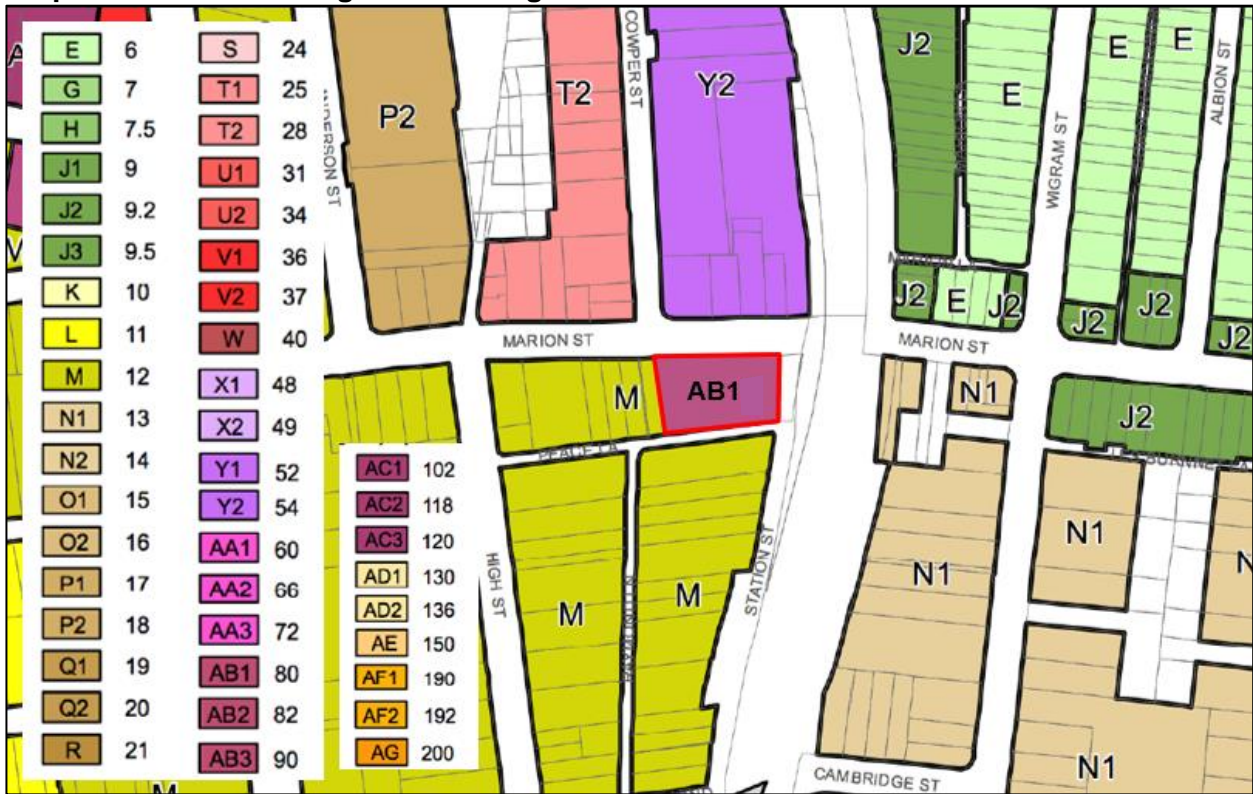 E 6
G 7
H 7.5
J1 9
J2 9.2
J3 9.5
K 10
L 11
M 12
N1 13
N2 14
O1 15
O2 16
P1 17
P2 18
Q1 19
Q2 20
R 21
S 24
T1 25
T2 28
U1 31
U2 34
V1 36
V2 37
W 40
X1 48
X2 49
Y1 52
Y2 54
AA1 60
AA2 66
AA3 72
AB1 80
AB2 82
AB3 90
AC1 102
AC2 118
AC3 120
AD1 130
AD2 136
AE 150
AF1 190
AF2 192
AG 200
P2
T2
COWPER ST
Y2
J2
E
WIGRAM ST
E
E
ALBION ST
J2
E
J2
J2
J2
J2
MARION ST
MARION ST
M
AB1
N1
J2
HIGH ST
M
M
STATION ST
N1
N1
N1
CAMBRIDGE ST